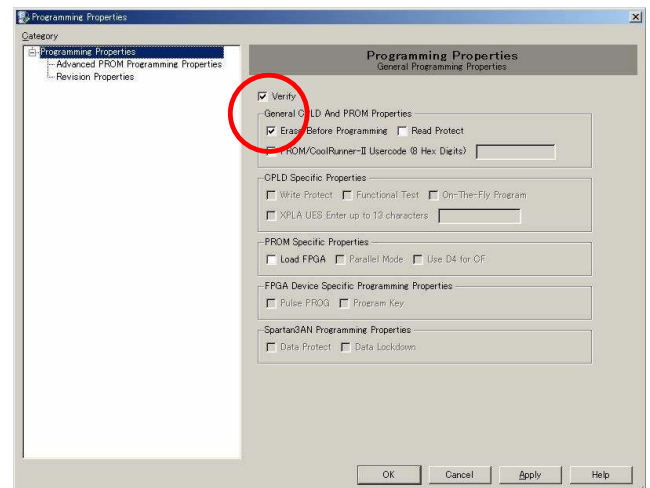 Programming Properties
Category
Programming Properties
Advanced PROM Programming Properties
Revision Properties
Programming Properties
General Programming Properties
Verify
General CPLD And PROM Properties
Erase Before Programming Read Protect
PROM/CoolRunner-II Usercode (8 Hex Digits)
CPLD Specific Properties
Write Protect Functional Test On-The-Fly Program
XPLA UES Enter up to 13 characters
PROM Specific Properties
Load FPGA Parallel Mode Use D4 for CF
FPGA Device Specific Programming Properties
Pulse PROG Program Key
Spartan3AN Programming Properties
Data Protect Data Lockdown
OK Cancel Apply Help